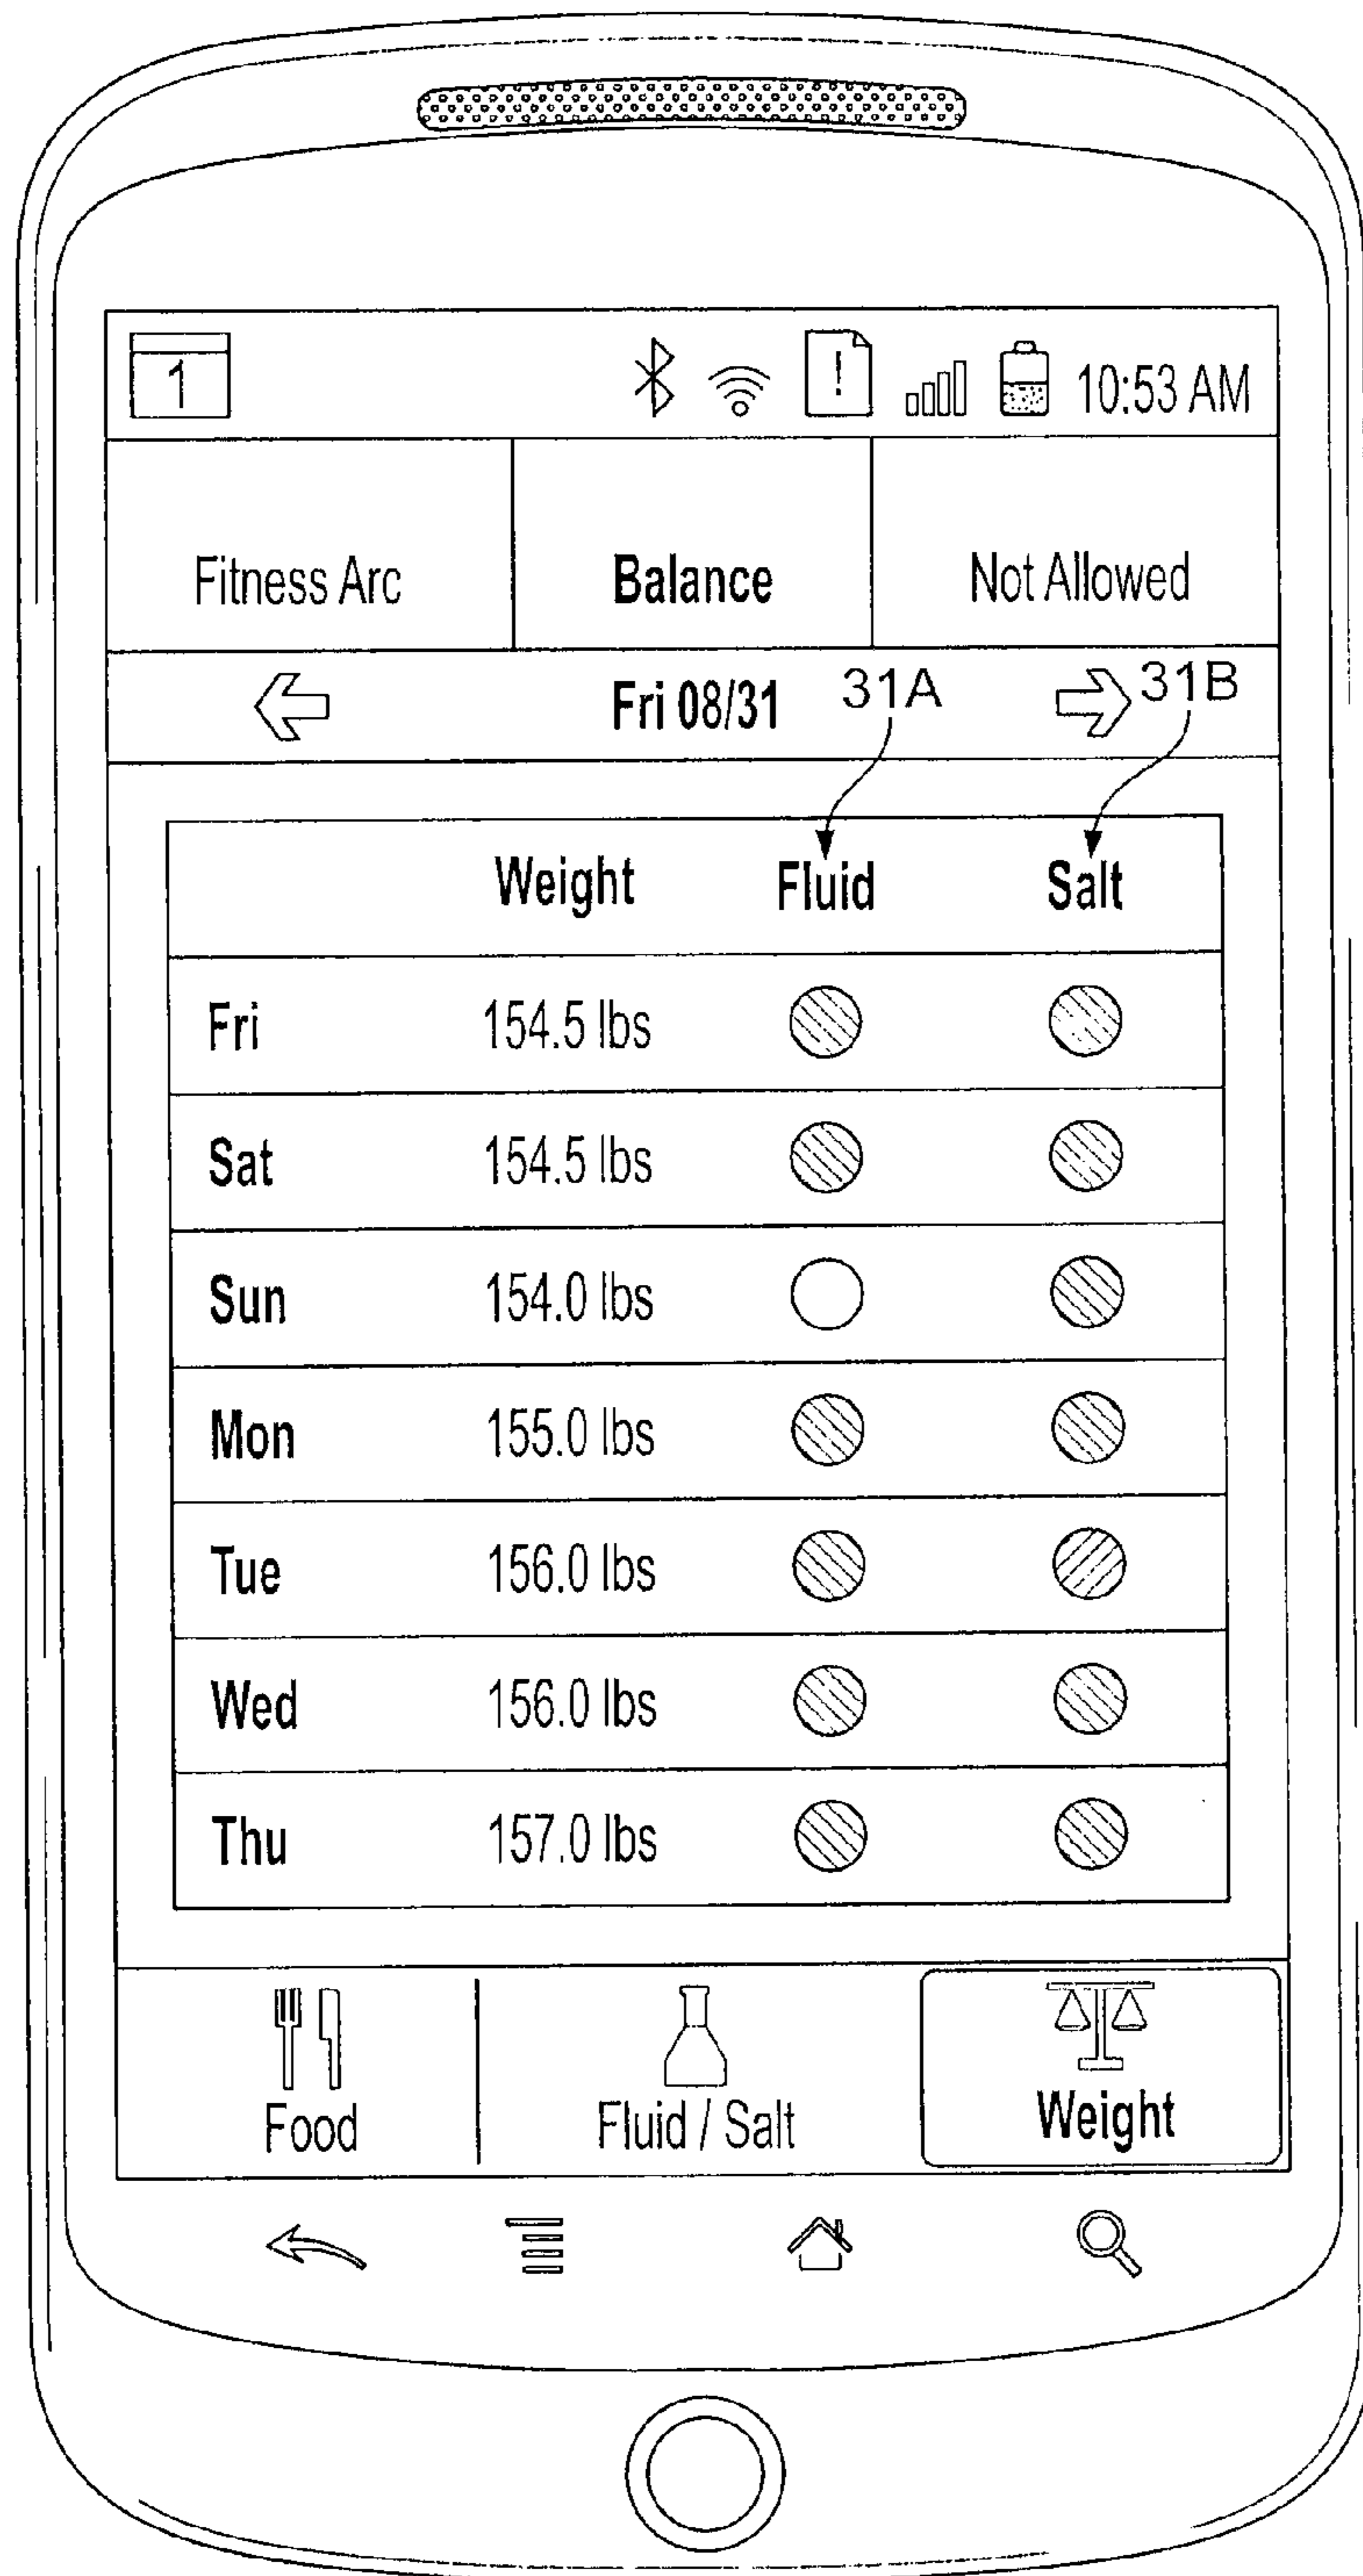 1 10:53 AM
Fitness Arc Balance Not Allowed
Fri 08/31 31A 31B
Weight Fluid Salt
Fri 154.5 lbs
Sat 154.5 lbs
Sun 154.0 lbs
Mon 155.0 lbs
Tue 156.0 lbs
Wed 156.0 lbs
Thu 157.0 lbs
Food Fluid / Salt Weight